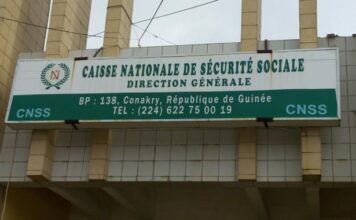 CAISSE NATIONALE DE SÉCURITÉ SOCIALE
DIRECTION GÉNÉRALE
BP : 138, Conakry, République de Guinée
CNSS
TEL : (224) 622 75 00 19
CNSS